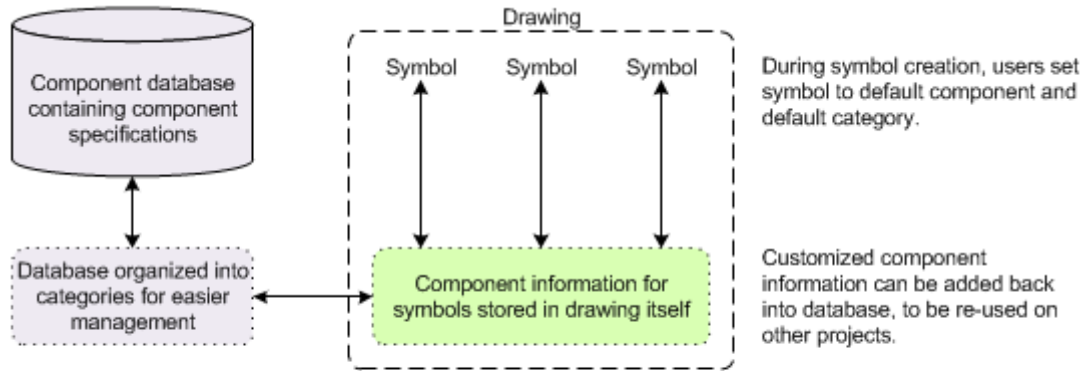 Drawing
Component database
containing component
specifications
Symbol
Symbol
Symbol
During symbol creation, users set
symbol to default component and
default category.
Database organized into
categories for easier
management
Component information for
symbols stored in drawing itself
Customized component
information can be added back
into database, to be re-used on
other projects.